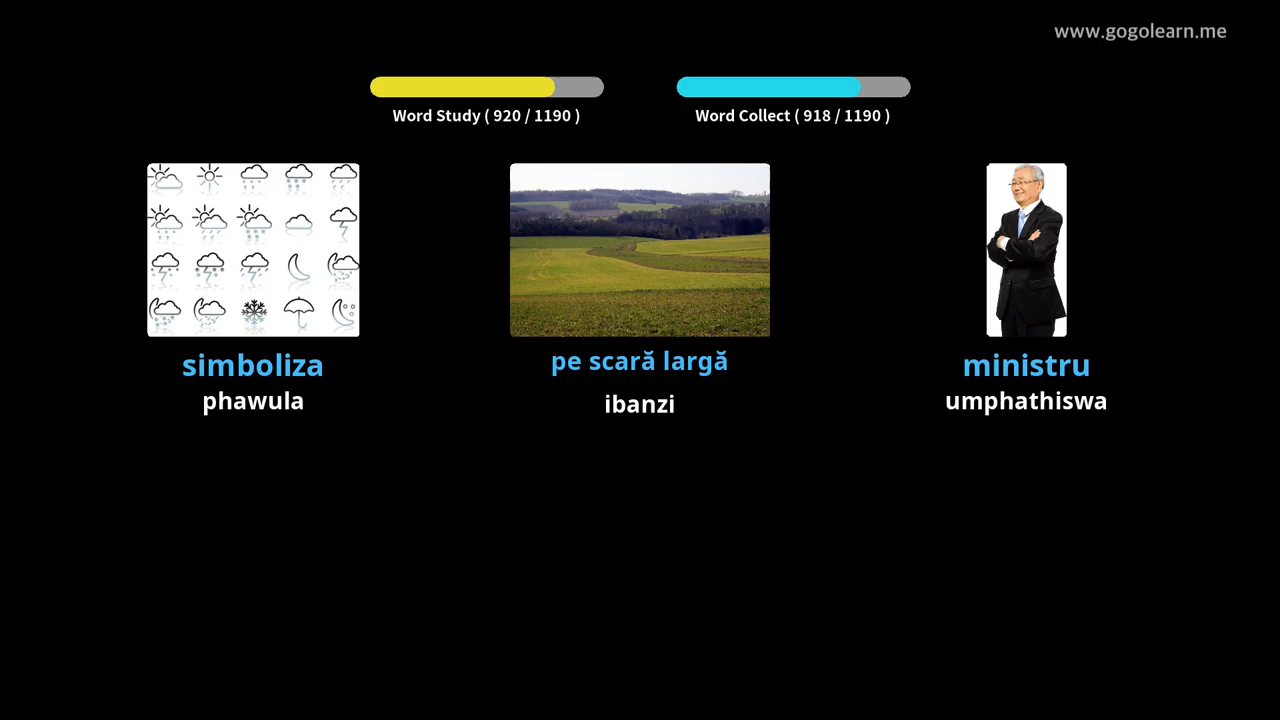 www.gogolearn.me
Word Study ( 920 / 1190 )
Word Collect ( 918 / 1190 )
simboliza
phawula
pe scară largă
ibanzi
ministru
umphathiswa